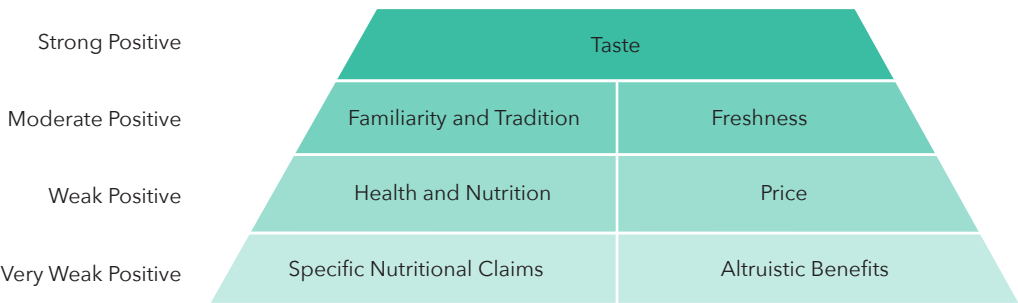 Strong Positive
Taste
Moderate Positive
Familiarity and Tradition
Freshness
Weak Positive
Health and Nutrition
Price
Very Weak Positive
Specific Nutritional Claims
Altruistic Benefits